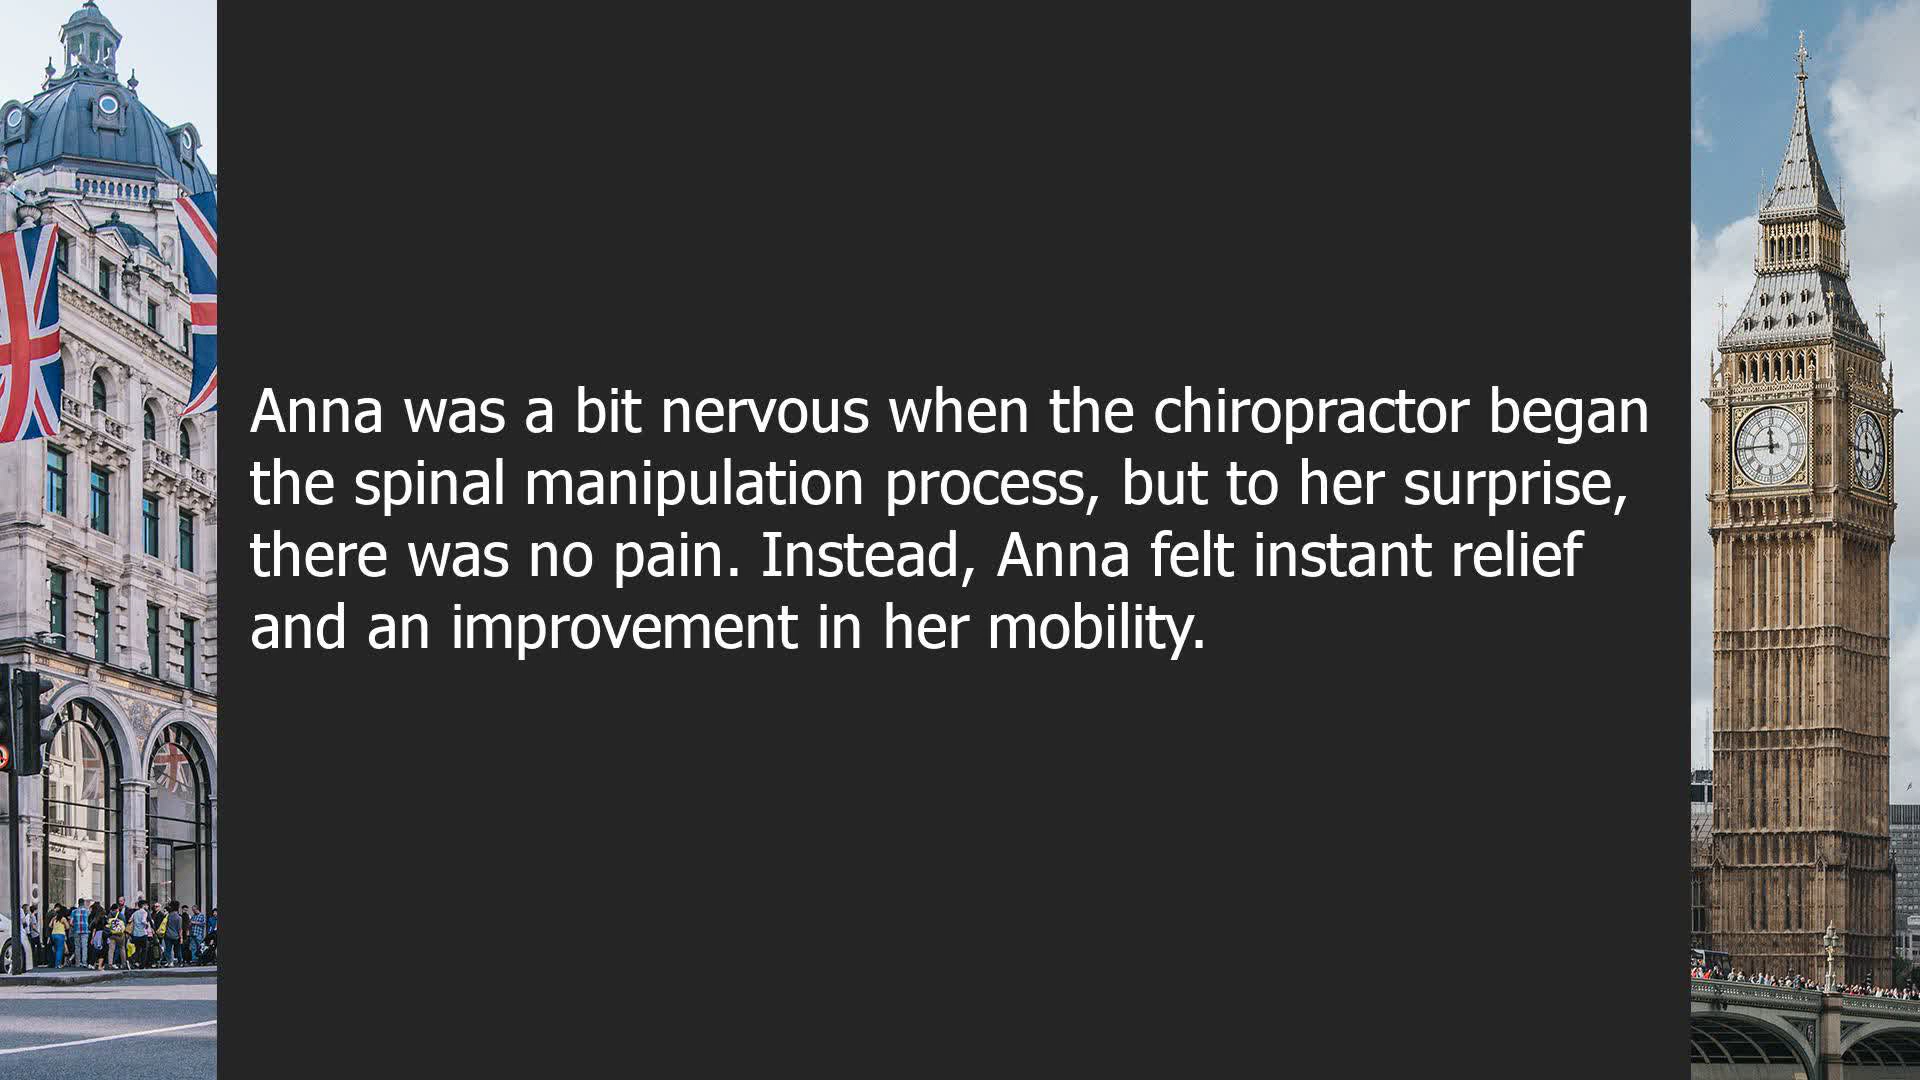 Anna was a bit nervous when the chiropractor began
the spinal manipulation process, but to her surprise,
there was no pain. Instead, Anna felt instant relief
and an improvement in her mobility.